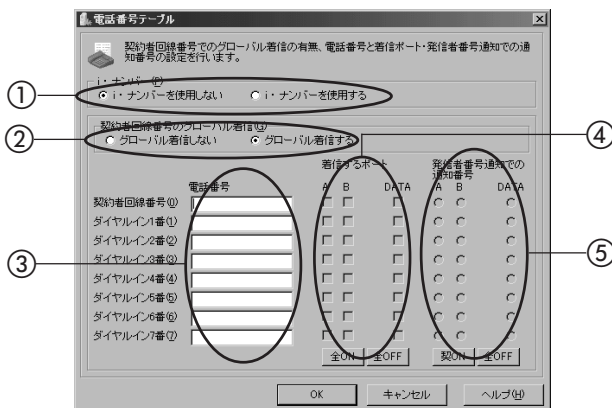 電話番号テーブル
契約者回線番号でのグローバル着信の有無、電話番号と着信ポート・発信者番号通知での通
知番号の設定を行います。
i・ナンバー(P)
① i・ナンバーを使用しない i・ナンバーを使用する
契約者回線番号のグローバル着信(G)
② グローバル着信しない グローバル着信する ④
着信するポート 発信者番号通知での
通知番号
電話番号 A B DATA A B DATA
契約者回線番号(0)
ダイヤルイン1番(1)
ダイヤルイン2番(2)
③ ダイヤルイン3番(3) ⑤
ダイヤルイン4番(4)
ダイヤルイン5番(5)
ダイヤルイン6番(6)
ダイヤルイン7番(7)
全ON 全OFF 契ON 全OFF
OK キャンセル ヘルプ(H)